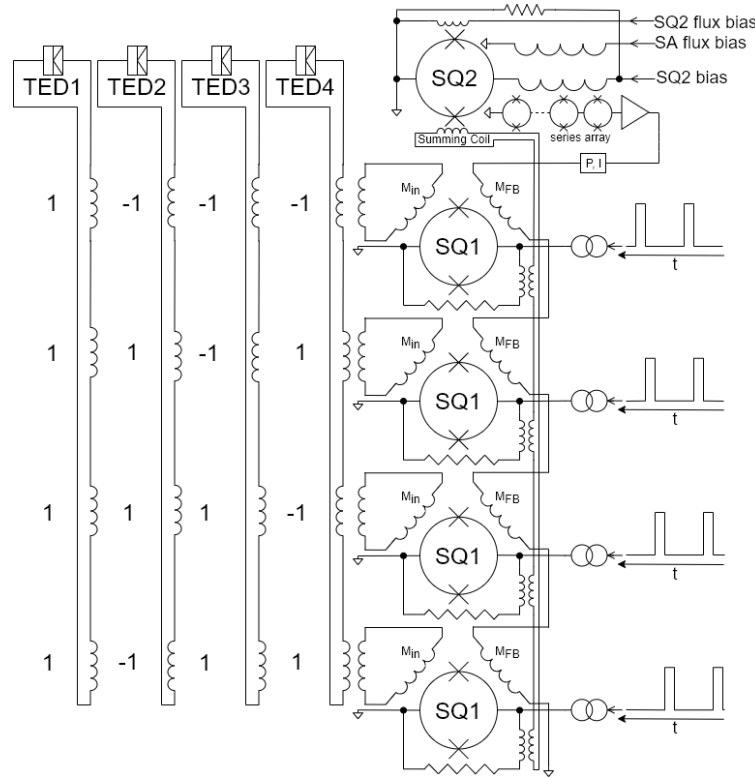 SQ2 flux bias
SA flux bias
SQ2
SQ2 bias
TED1 TED2 TED3 TED4
series array
Summing Coil
P, I
1 -1 -1 -1
Min MFB
SQ1
t
1 1 -1 1
Min MFB
SQ1
t
1 1 1 -1
Min MFB
SQ1
t
1 -1 1 1
Min MFB
SQ1
t